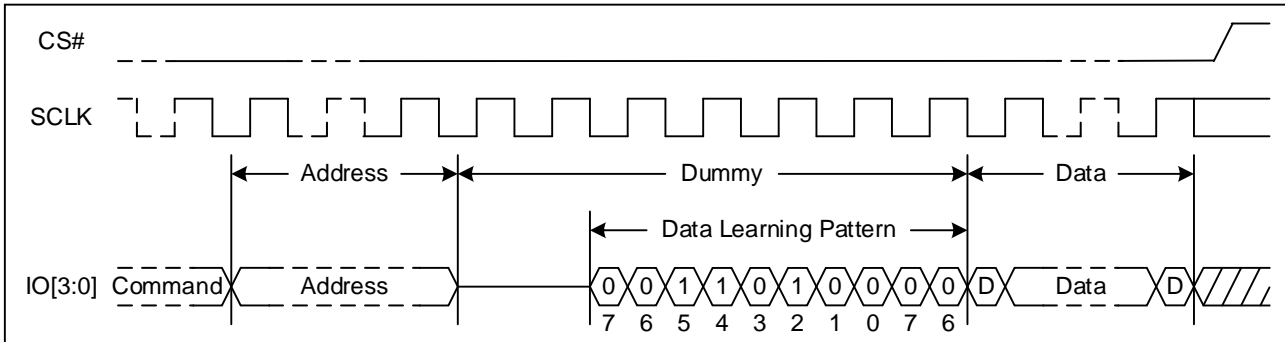 CS#
SCLK
Address Dummy Data
Data Learning Pattern
IO[3:0] Command Address 0 0 1 1 0 1 0 0 0 0 D Data D
7 6 5 4 3 2 1 0 7 6